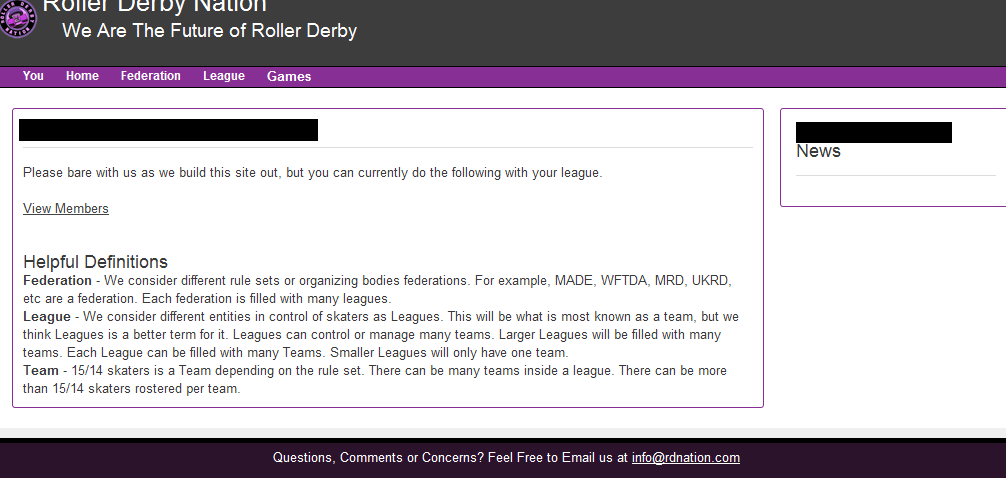 ROLLER DERBY NATION
Roller Derby Nation
We Are The Future of Roller Derby
You Home Federation League Games
Please bare with us as we build this site out, but you can currently do the following with your league.
View Members
Helpful Definitions
Federation - We consider different rule sets or organizing bodies federations. For example, MADE, WFTDA, MRD, UKRD,
etc are a federation. Each federation is filled with many leagues.
League - We consider different entities in control of skaters as Leagues. This will be what is most known as a team, but we
think Leagues is a better term for it. Leagues can control or manage many teams. Larger Leagues will be filled with many
teams. Each League can be filled with many Teams. Smaller Leagues will only have one team.
Team - 15/14 skaters is a Team depending on the rule set. There can be many teams inside a league. There can be more
than 15/14 skaters rostered per team.
News
Questions, Comments or Concerns? Feel Free to Email us at info@rdnation.com